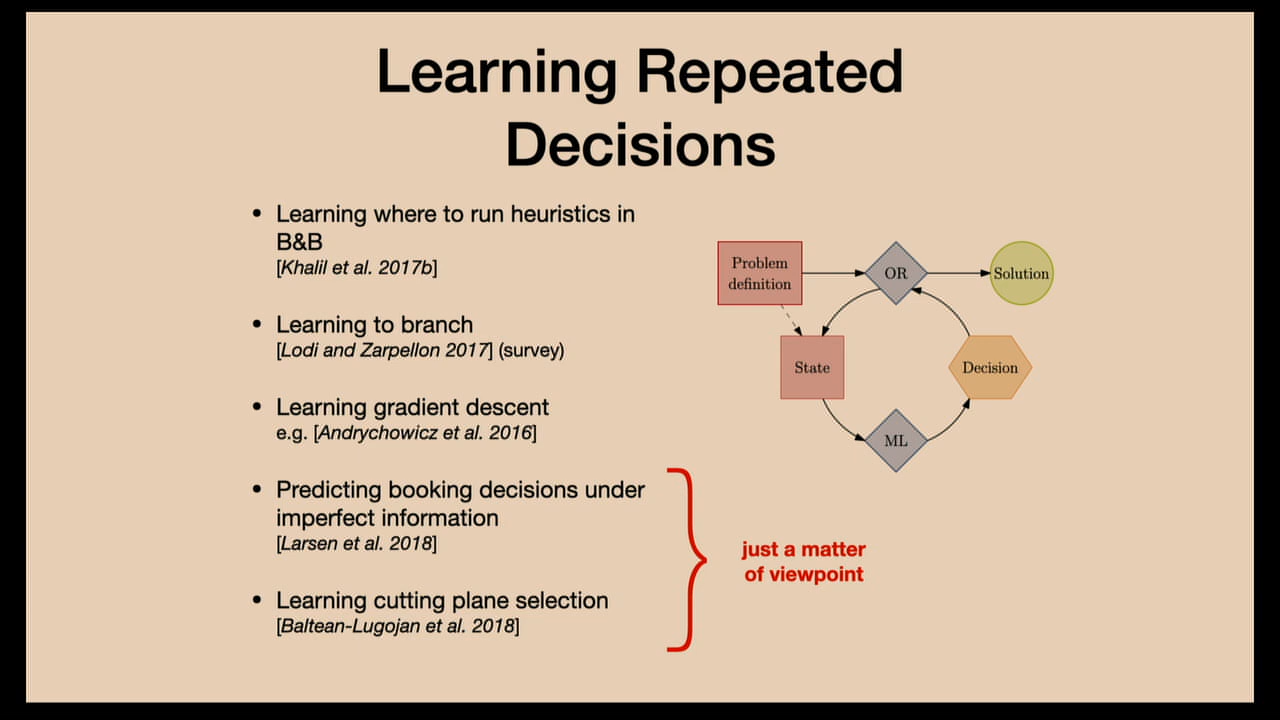 Learning Repeated
Decisions
• Learning where to run heuristics in
B&B
[Khalil et al. 2017b]
• Learning to branch
[Lodi and Zarpellon 2017] (survey)
• Learning gradient descent
e.g. [Andrychowicz et al. 2016]
• Predicting booking decisions under
imperfect information
[Larsen et al. 2018]
• Learning cutting plane selection
[Baltean-Lugojan et al. 2018]
Problem
definition
OR
Solution
State
Decision
ML
just a matter
of viewpoint